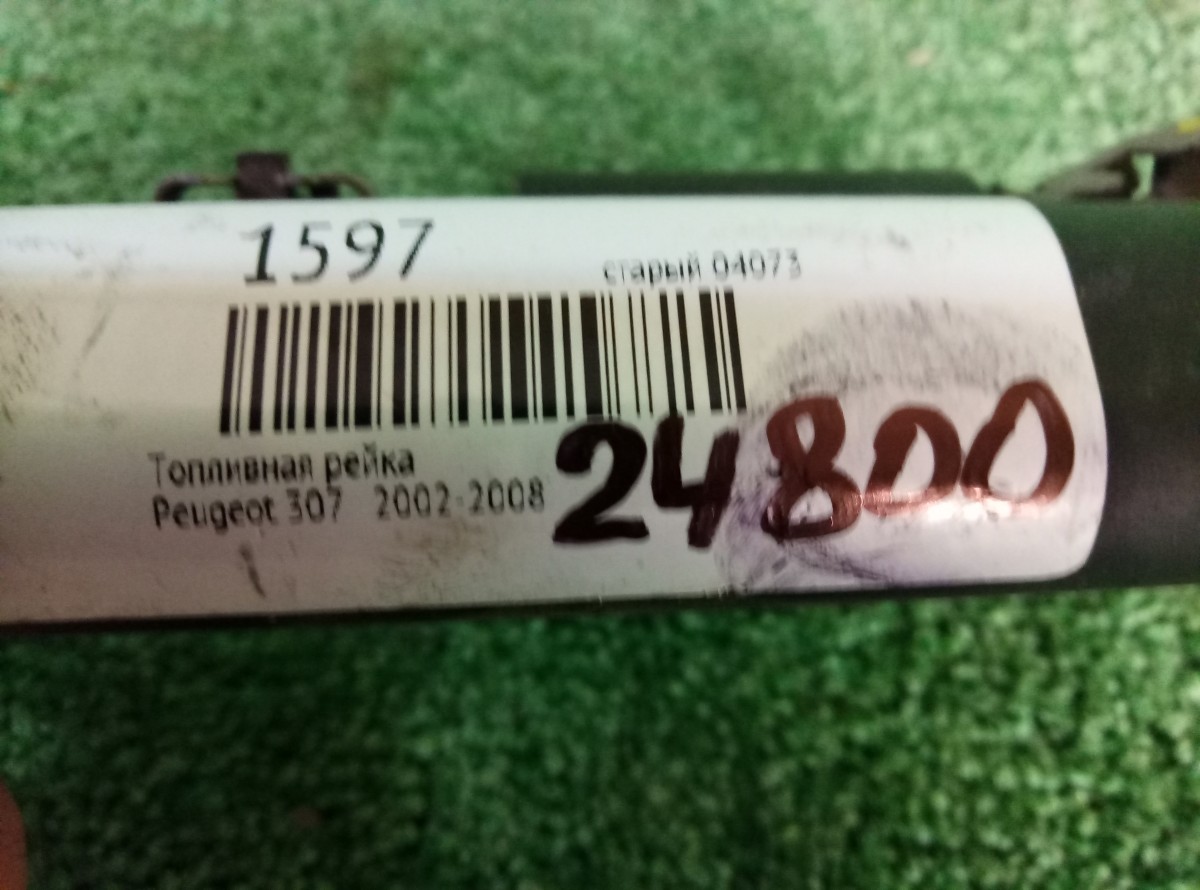 1597
старый 04073
Топливная рейка
Peugeot 307 2002-2008
24800